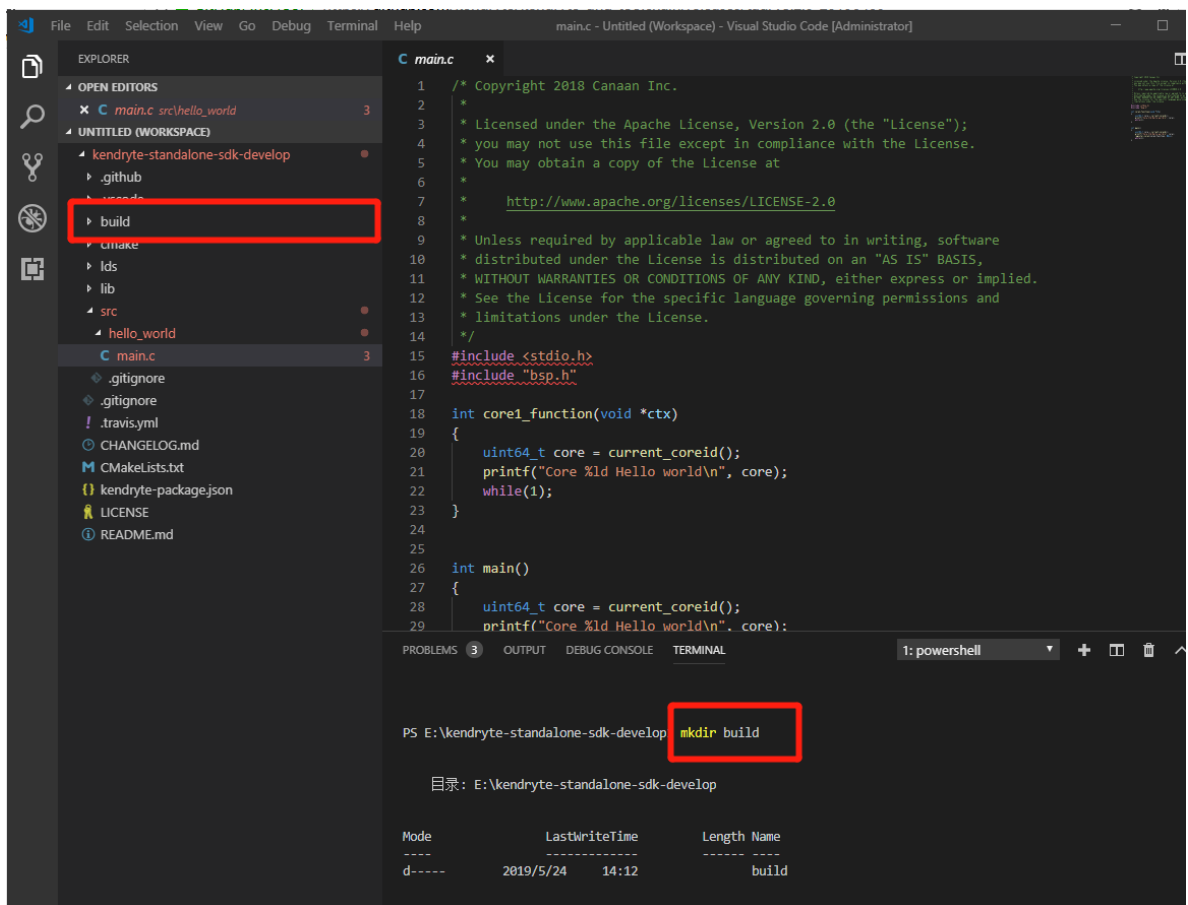 File Edit Selection View Go Debug Terminal Help main.c - Untitled (Workspace) - Visual Studio Code [Administrator]
EXPLORER
OPEN EDITORS
C main.c src\hello_world 3
UNTITLED (WORKSPACE)
kendryte-standalone-sdk-develop
.github
.vscode
build
cmake
lds
lib
src
hello_world
C main.c 3
.gitignore
.gitignore
! .travis.yml
CHANGELOG.md
M CMakeLists.txt
{} kendryte-package.json
LICENSE
README.md
C main.c
1 /* Copyright 2018 Canaan Inc.
2 *
3 * Licensed under the Apache License, Version 2.0 (the "License");
4 * you may not use this file except in compliance with the License.
5 * You may obtain a copy of the License at
6 *
7 * http://www.apache.org/licenses/LICENSE-2.0
8 *
9 * Unless required by applicable law or agreed to in writing, software
10 * distributed under the License is distributed on an "AS IS" BASIS,
11 * WITHOUT WARRANTIES OR CONDITIONS OF ANY KIND, either express or implied.
12 * See the License for the specific language governing permissions and
13 * limitations under the License.
14 */
15 #include <stdio.h>
16 #include "bsp.h"
17
18 int core1_function(void *ctx)
19 {
20 uint64_t core = current_coreid();
21 printf("Core %ld Hello world\n", core);
22 while(1);
23 }
24
25
26 int main()
27 {
28 uint64_t core = current_coreid();
29 printf("Core %ld Hello world\n", core);
PROBLEMS 3 OUTPUT DEBUG CONSOLE TERMINAL 1: powershell
PS E:\kendryte-standalone-sdk-develop mkdir build
目录: E:\kendryte-standalone-sdk-develop
Mode LastWriteTime Length Name
---- ------------- ------ ----
d----- 2019/5/24 14:12 build